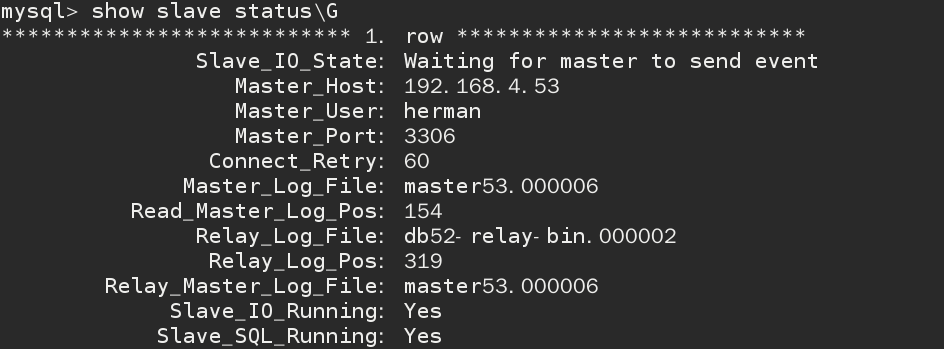 mysql> show slave status\G
*************************** 1. row ***************************
Slave_IO_State: Waiting for master to send event
Master_Host: 192.168.4.53
Master_User: herman
Master_Port: 3306
Connect_Retry: 60
Master_Log_File: master53.000006
Read_Master_Log_Pos: 154
Relay_Log_File: db52-relay-bin.000002
Relay_Log_Pos: 319
Relay_Master_Log_File: master53.000006
Slave_IO_Running: Yes
Slave_SQL_Running: Yes